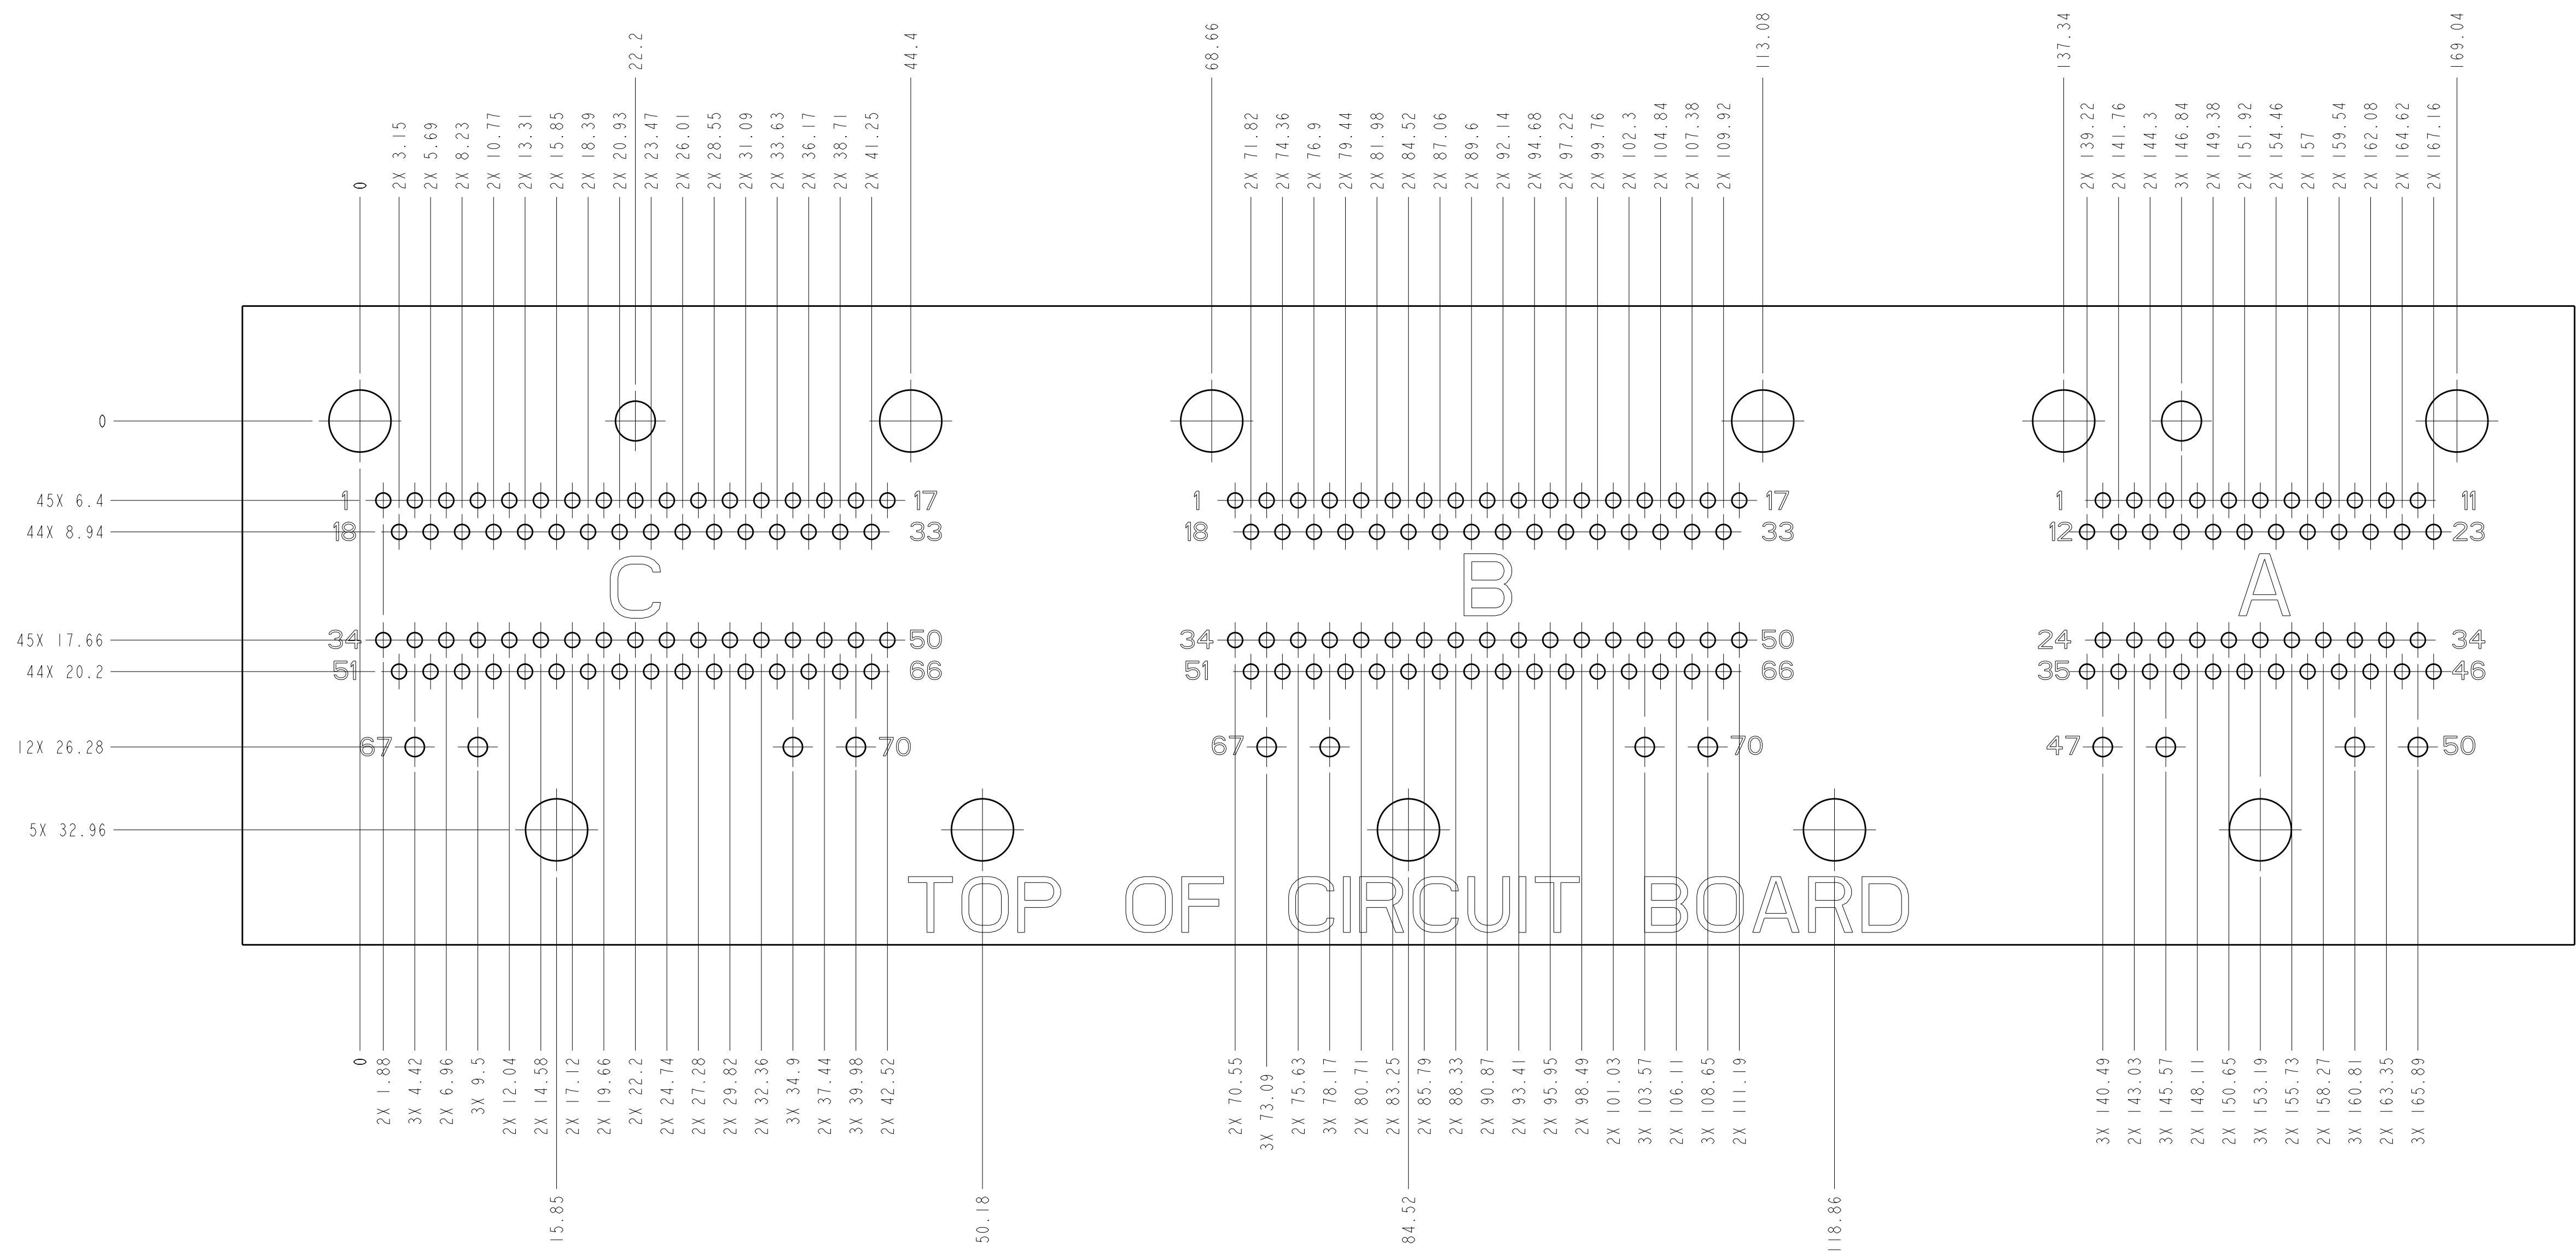 22.2
44.4
68.66
113.08
137.34
169.04
0
2X 3.15
2X 5.69
2X 8.23
2X 10.77
2X 13.31
2X 15.85
2X 18.39
2X 20.93
2X 23.47
2X 26.01
2X 28.55
2X 31.09
2X 33.63
2X 36.17
2X 38.71
2X 41.25
2X 71.82
2X 74.36
2X 76.9
2X 79.44
2X 81.98
2X 84.52
2X 87.06
2X 89.6
2X 92.14
2X 94.68
2X 97.22
2X 99.76
2X 102.3
2X 104.84
2X 107.38
2X 109.92
2X 139.22
2X 141.76
2X 144.3
3X 146.84
2X 149.38
2X 151.92
2X 154.46
2X 157
2X 159.54
2X 162.08
2X 164.62
2X 167.16
0
45X 6.4
1 17 1 17 1 11
44X 8.94
18 33 18 33 12 23
C B A
45X 17.66
34 50 34 50 24 34
44X 20.2
51 66 51 66 35 46
12X 26.28
67 70 67 70 47 50
5X 32.96
TOP OF CIRCUIT BOARD
0
2X 1.88
3X 4.42
2X 6.96
3X 9.5
2X 12.04
2X 14.58
2X 17.12
2X 19.66
2X 22.2
2X 24.74
2X 27.28
2X 29.82
2X 32.36
3X 34.9
2X 37.44
3X 39.98
2X 42.52
2X 70.55
3X 73.09
2X 75.63
3X 78.17
2X 80.71
2X 83.25
2X 85.79
2X 88.33
2X 90.87
2X 93.41
2X 95.95
2X 98.49
2X 101.03
3X 103.57
2X 106.11
3X 108.65
2X 111.19
3X 140.49
2X 143.03
3X 145.57
2X 148.11
2X 150.65
3X 153.19
2X 155.73
2X 158.27
3X 160.81
2X 163.35
3X 165.89
15.85
50.18
84.52
118.86